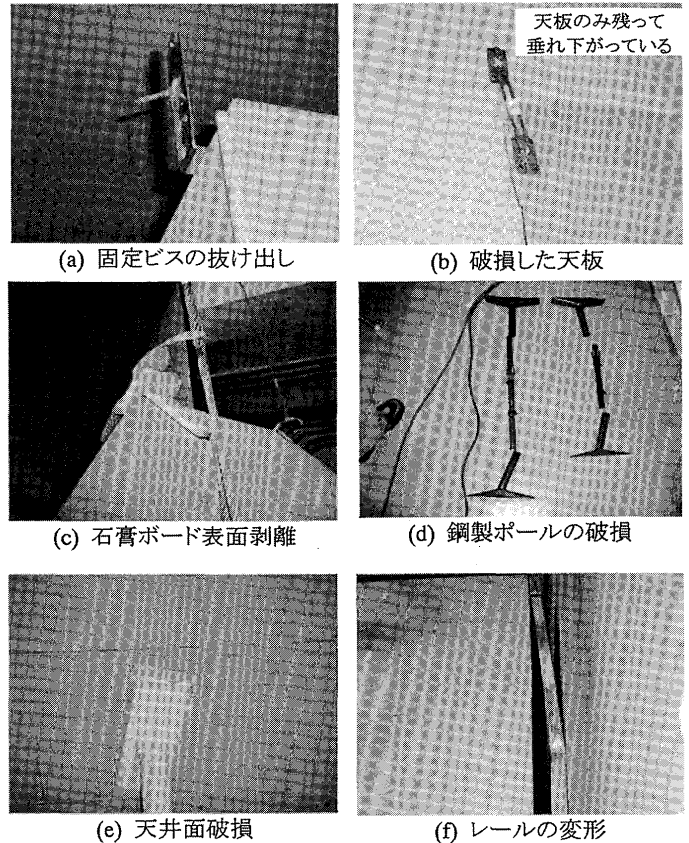 天板のみ残って
垂れ下がっている
(a) 固定ビスの抜け出し
(b) 破損した天板
(c) 石膏ボード表面剥離
(d) 鋼製ポールの破損
(e) 天井面破損
(f) レールの変形